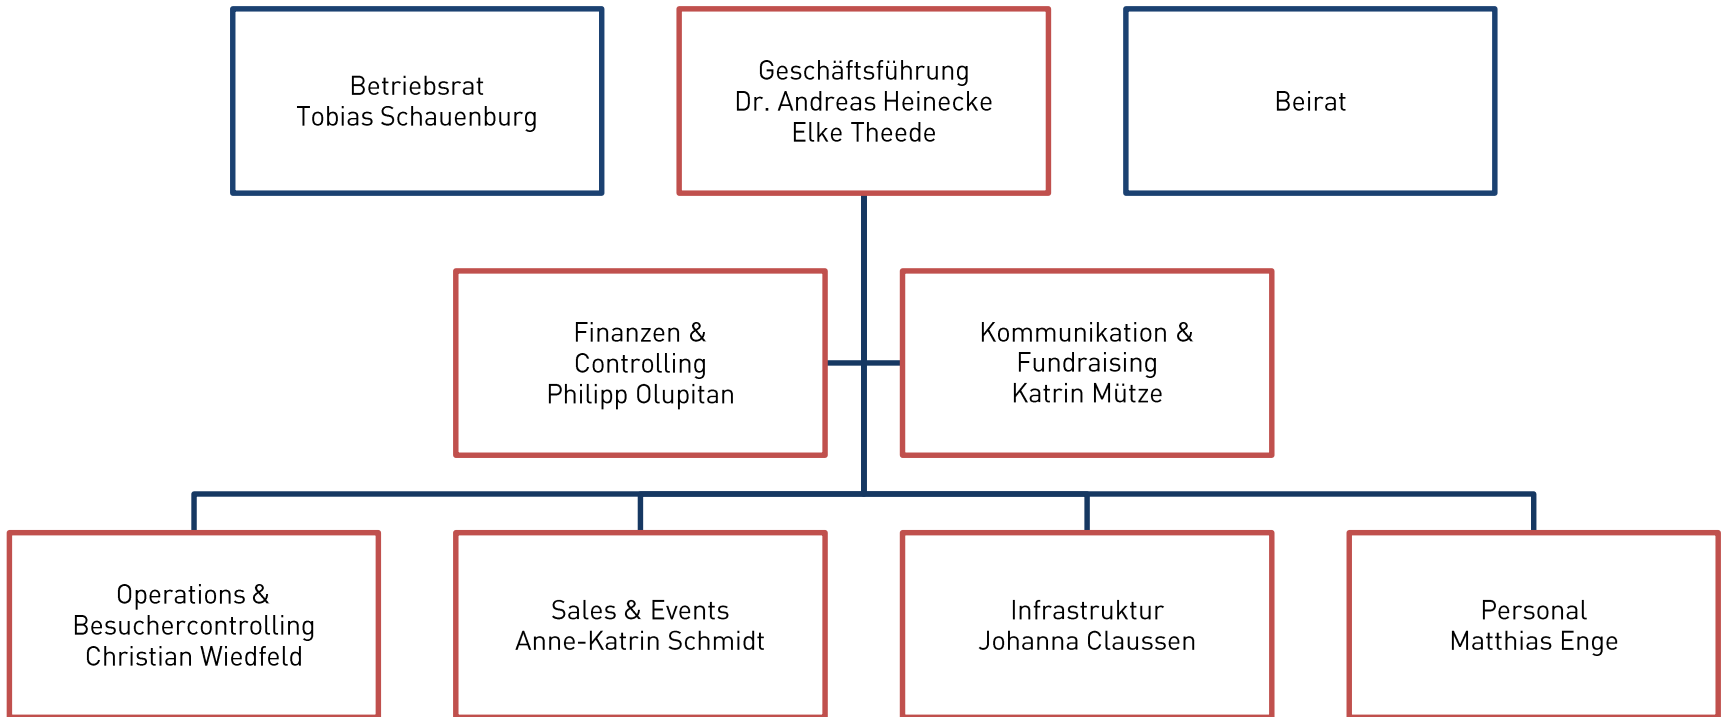 Betriebsrat
Tobias Schauenburg
Geschäftsführung
Dr. Andreas Heinecke
Elke Theede
Beirat
Finanzen &
Controlling
Philipp Olupitan
Kommunikation &
Fundraising
Katrin Mütze
Operations &
Besuchercontrolling
Christian Wiedfeld
Sales & Events
Anne-Katrin Schmidt
Infrastruktur
Johanna Claussen
Personal
Matthias Enge